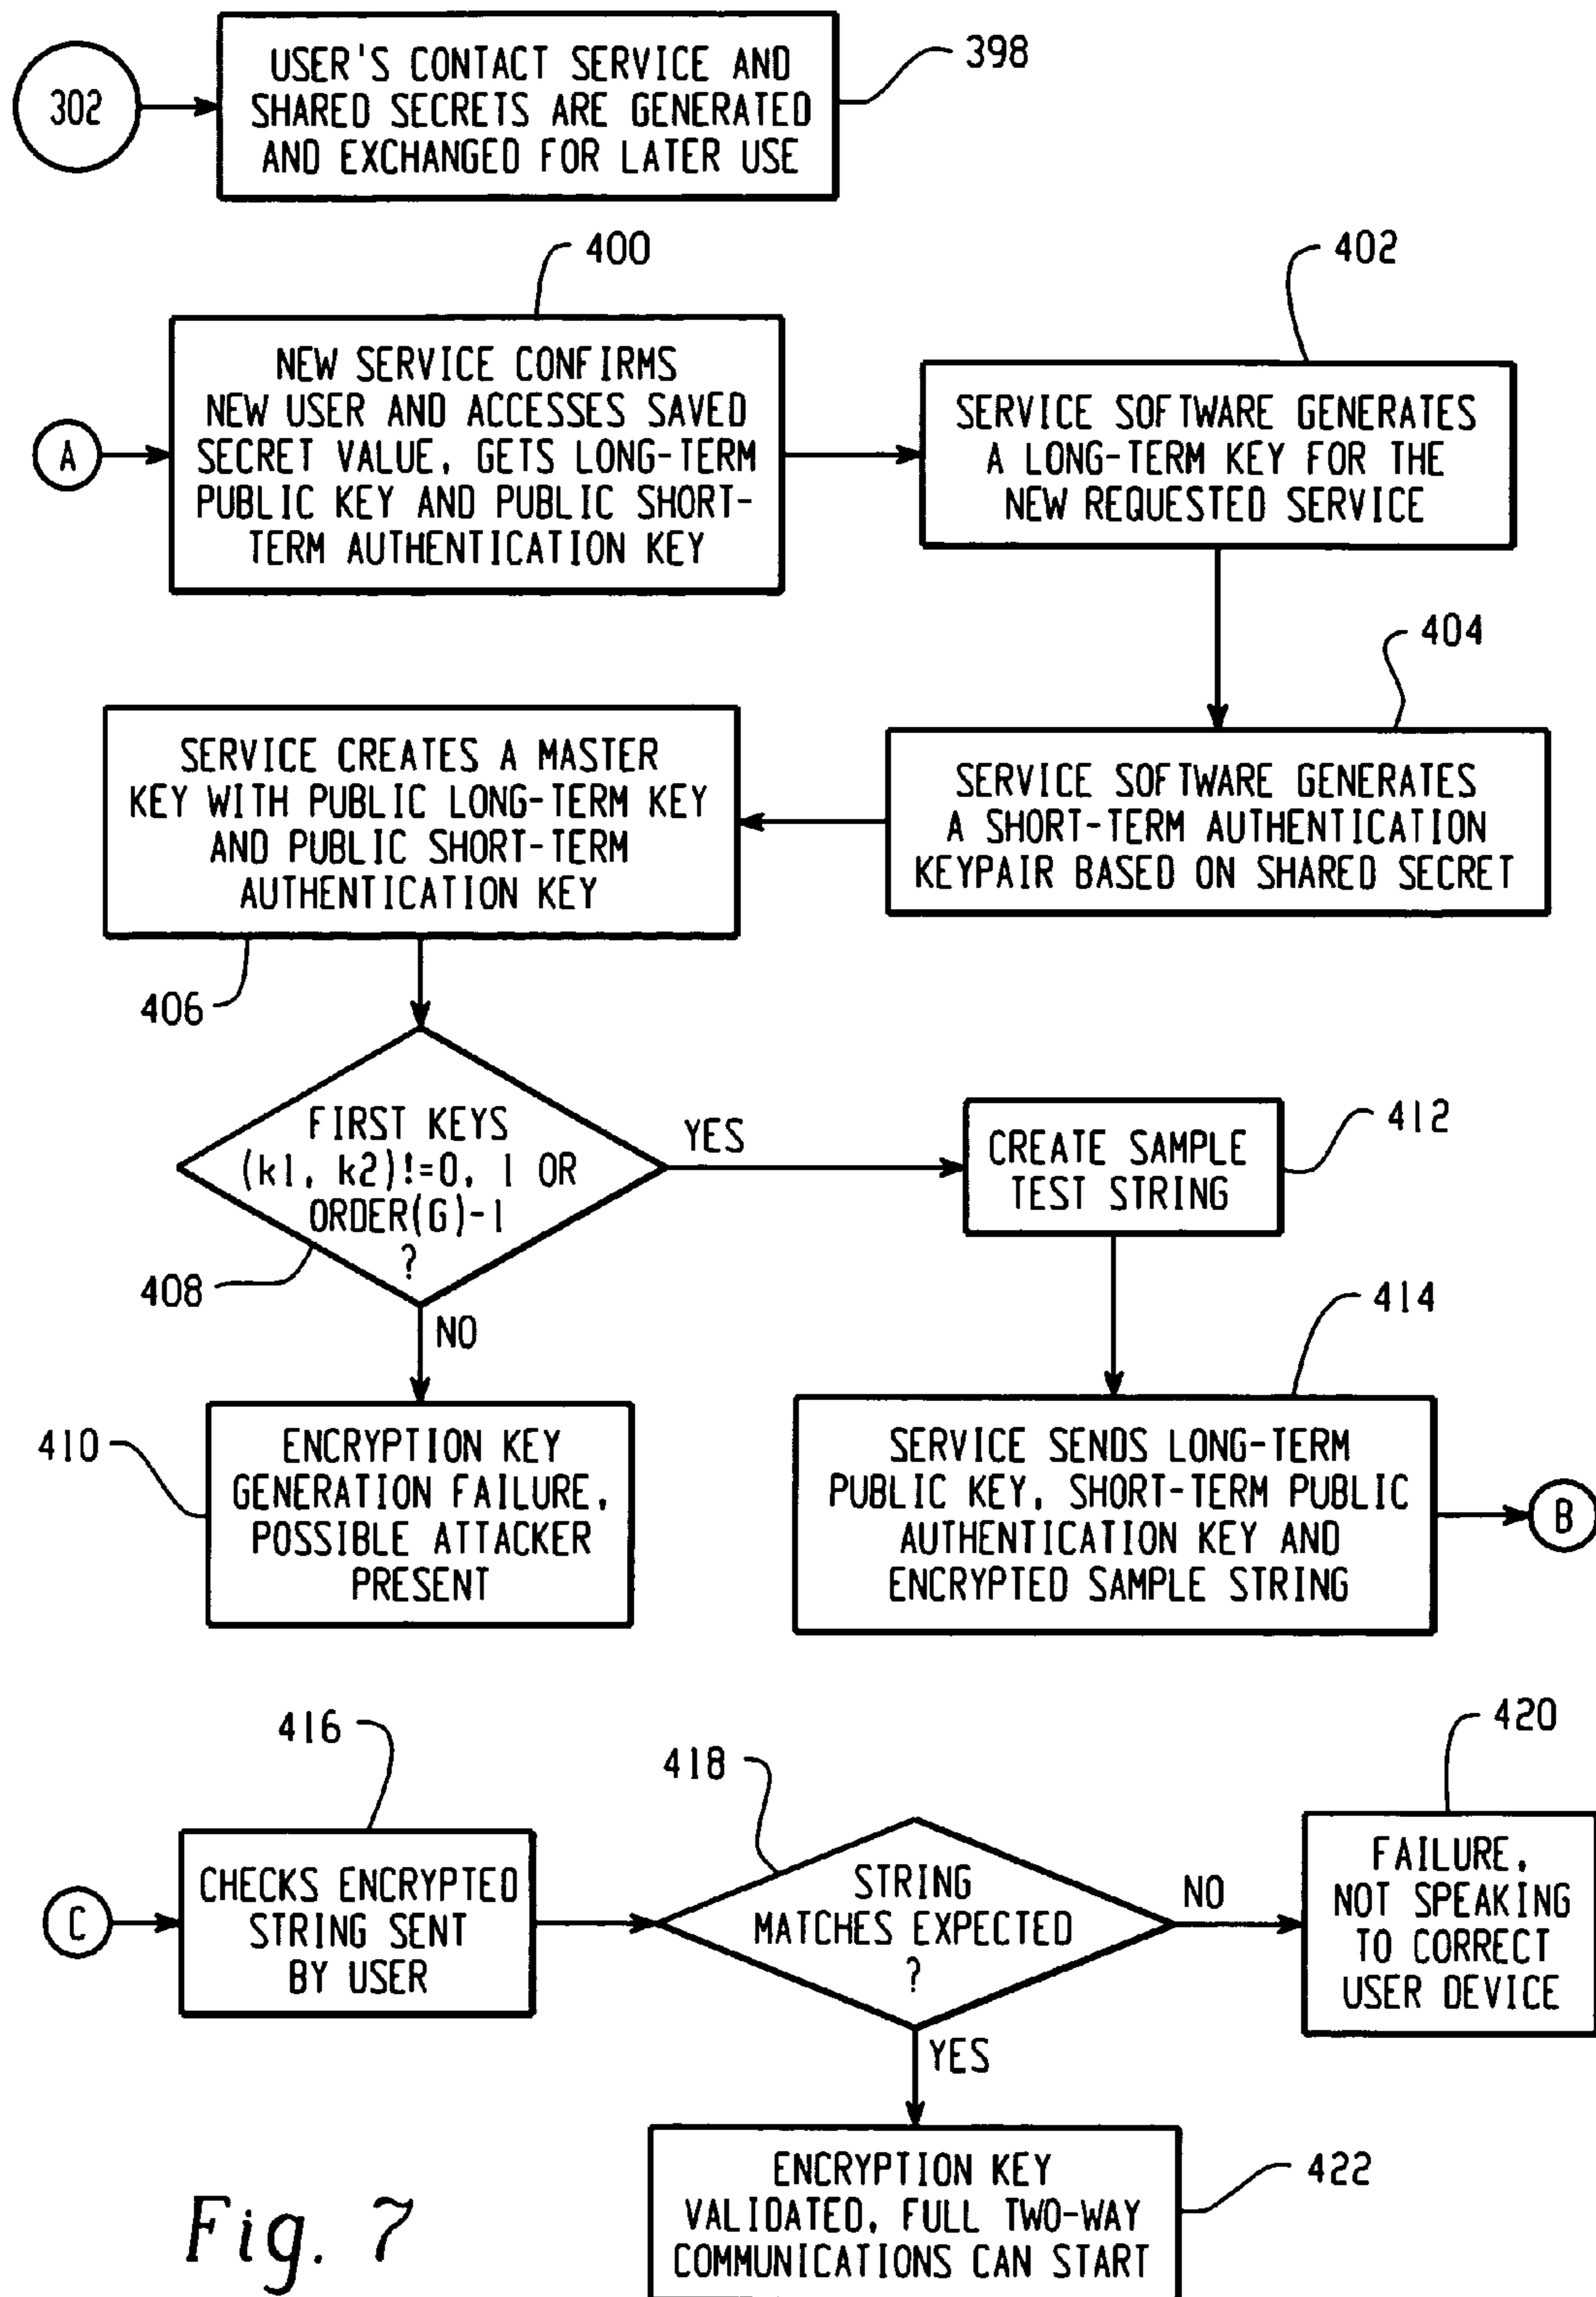 302
USER'S CONTACT SERVICE AND
SHARED SECRETS ARE GENERATED
AND EXCHANGED FOR LATER USE
398
400
402
A
NEW SERVICE CONFIRMS
NEW USER AND ACCESSES SAVED
SECRET VALUE, GETS LONG-TERM
PUBLIC KEY AND PUBLIC SHORT-
TERM AUTHENTICATION KEY
SERVICE SOFTWARE GENERATES
A LONG-TERM KEY FOR THE
NEW REQUESTED SERVICE
404
SERVICE SOFTWARE GENERATES
A SHORT-TERM AUTHENTICATION
KEYPAIR BASED ON SHARED SECRET
SERVICE CREATES A MASTER
KEY WITH PUBLIC LONG-TERM KEY
AND PUBLIC SHORT-TERM
AUTHENTICATION KEY
406
FIRST KEYS
(k1, k2)!=0, 1 OR
ORDER(G)-1
?
408
YES
NO
CREATE SAMPLE
TEST STRING
412
414
410
ENCRYPTION KEY
GENERATION FAILURE,
POSSIBLE ATTACKER
PRESENT
SERVICE SENDS LONG-TERM
PUBLIC KEY, SHORT-TERM PUBLIC
AUTHENTICATION KEY AND
ENCRYPTED SAMPLE STRING
B
416
418
420
C
CHECKS ENCRYPTED
STRING SENT
BY USER
STRING
MATCHES EXPECTED
?
NO
FAILURE,
NOT SPEAKING
TO CORRECT
USER DEVICE
YES
ENCRYPTION KEY
VALIDATED, FULL TWO-WAY
COMMUNICATIONS CAN START
422
Fig. 7